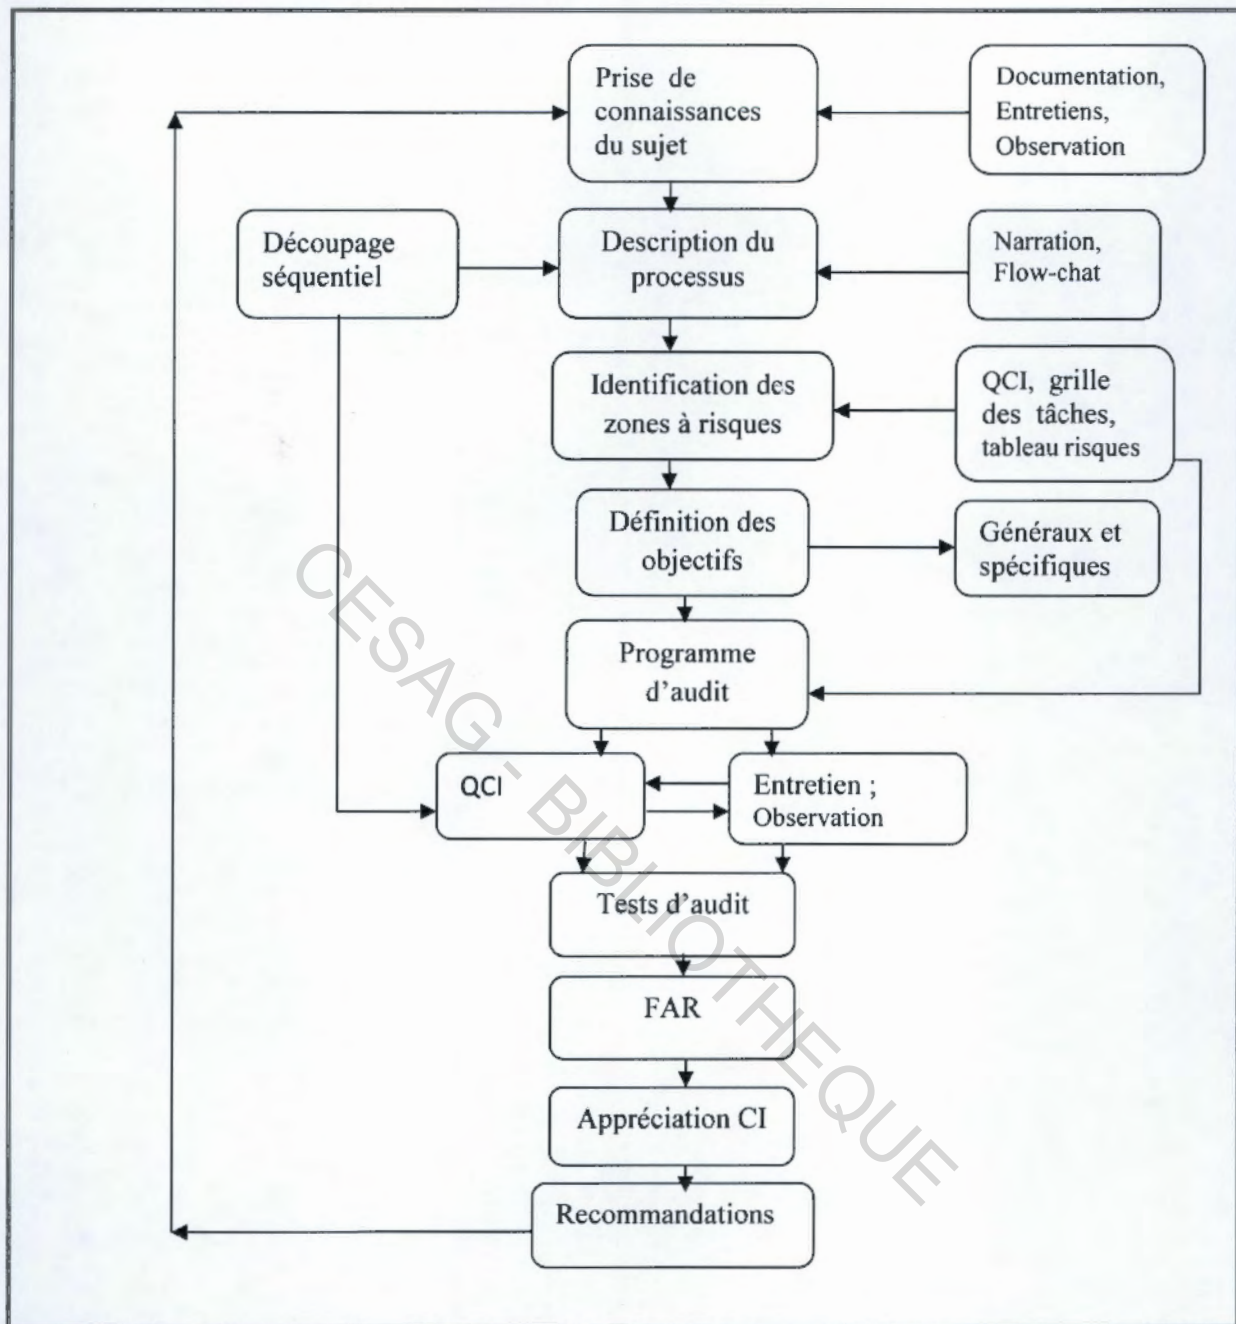 Prise de
connaissances
du sujet
Documentation,
Entretiens,
Observation
Découpage
séquentiel
Description du
processus
Narration,
Flow-chat
Identification des
zones à risques
QCI, grille
des tâches,
tableau risques
Définition des
objectifs
Généraux et
spécifiques
Programme
d'audit
QCI
Entretien ;
Observation
Tests d'audit
FAR
Appréciation CI
Recommandations
CESAG - BIBLIOTHEQUE